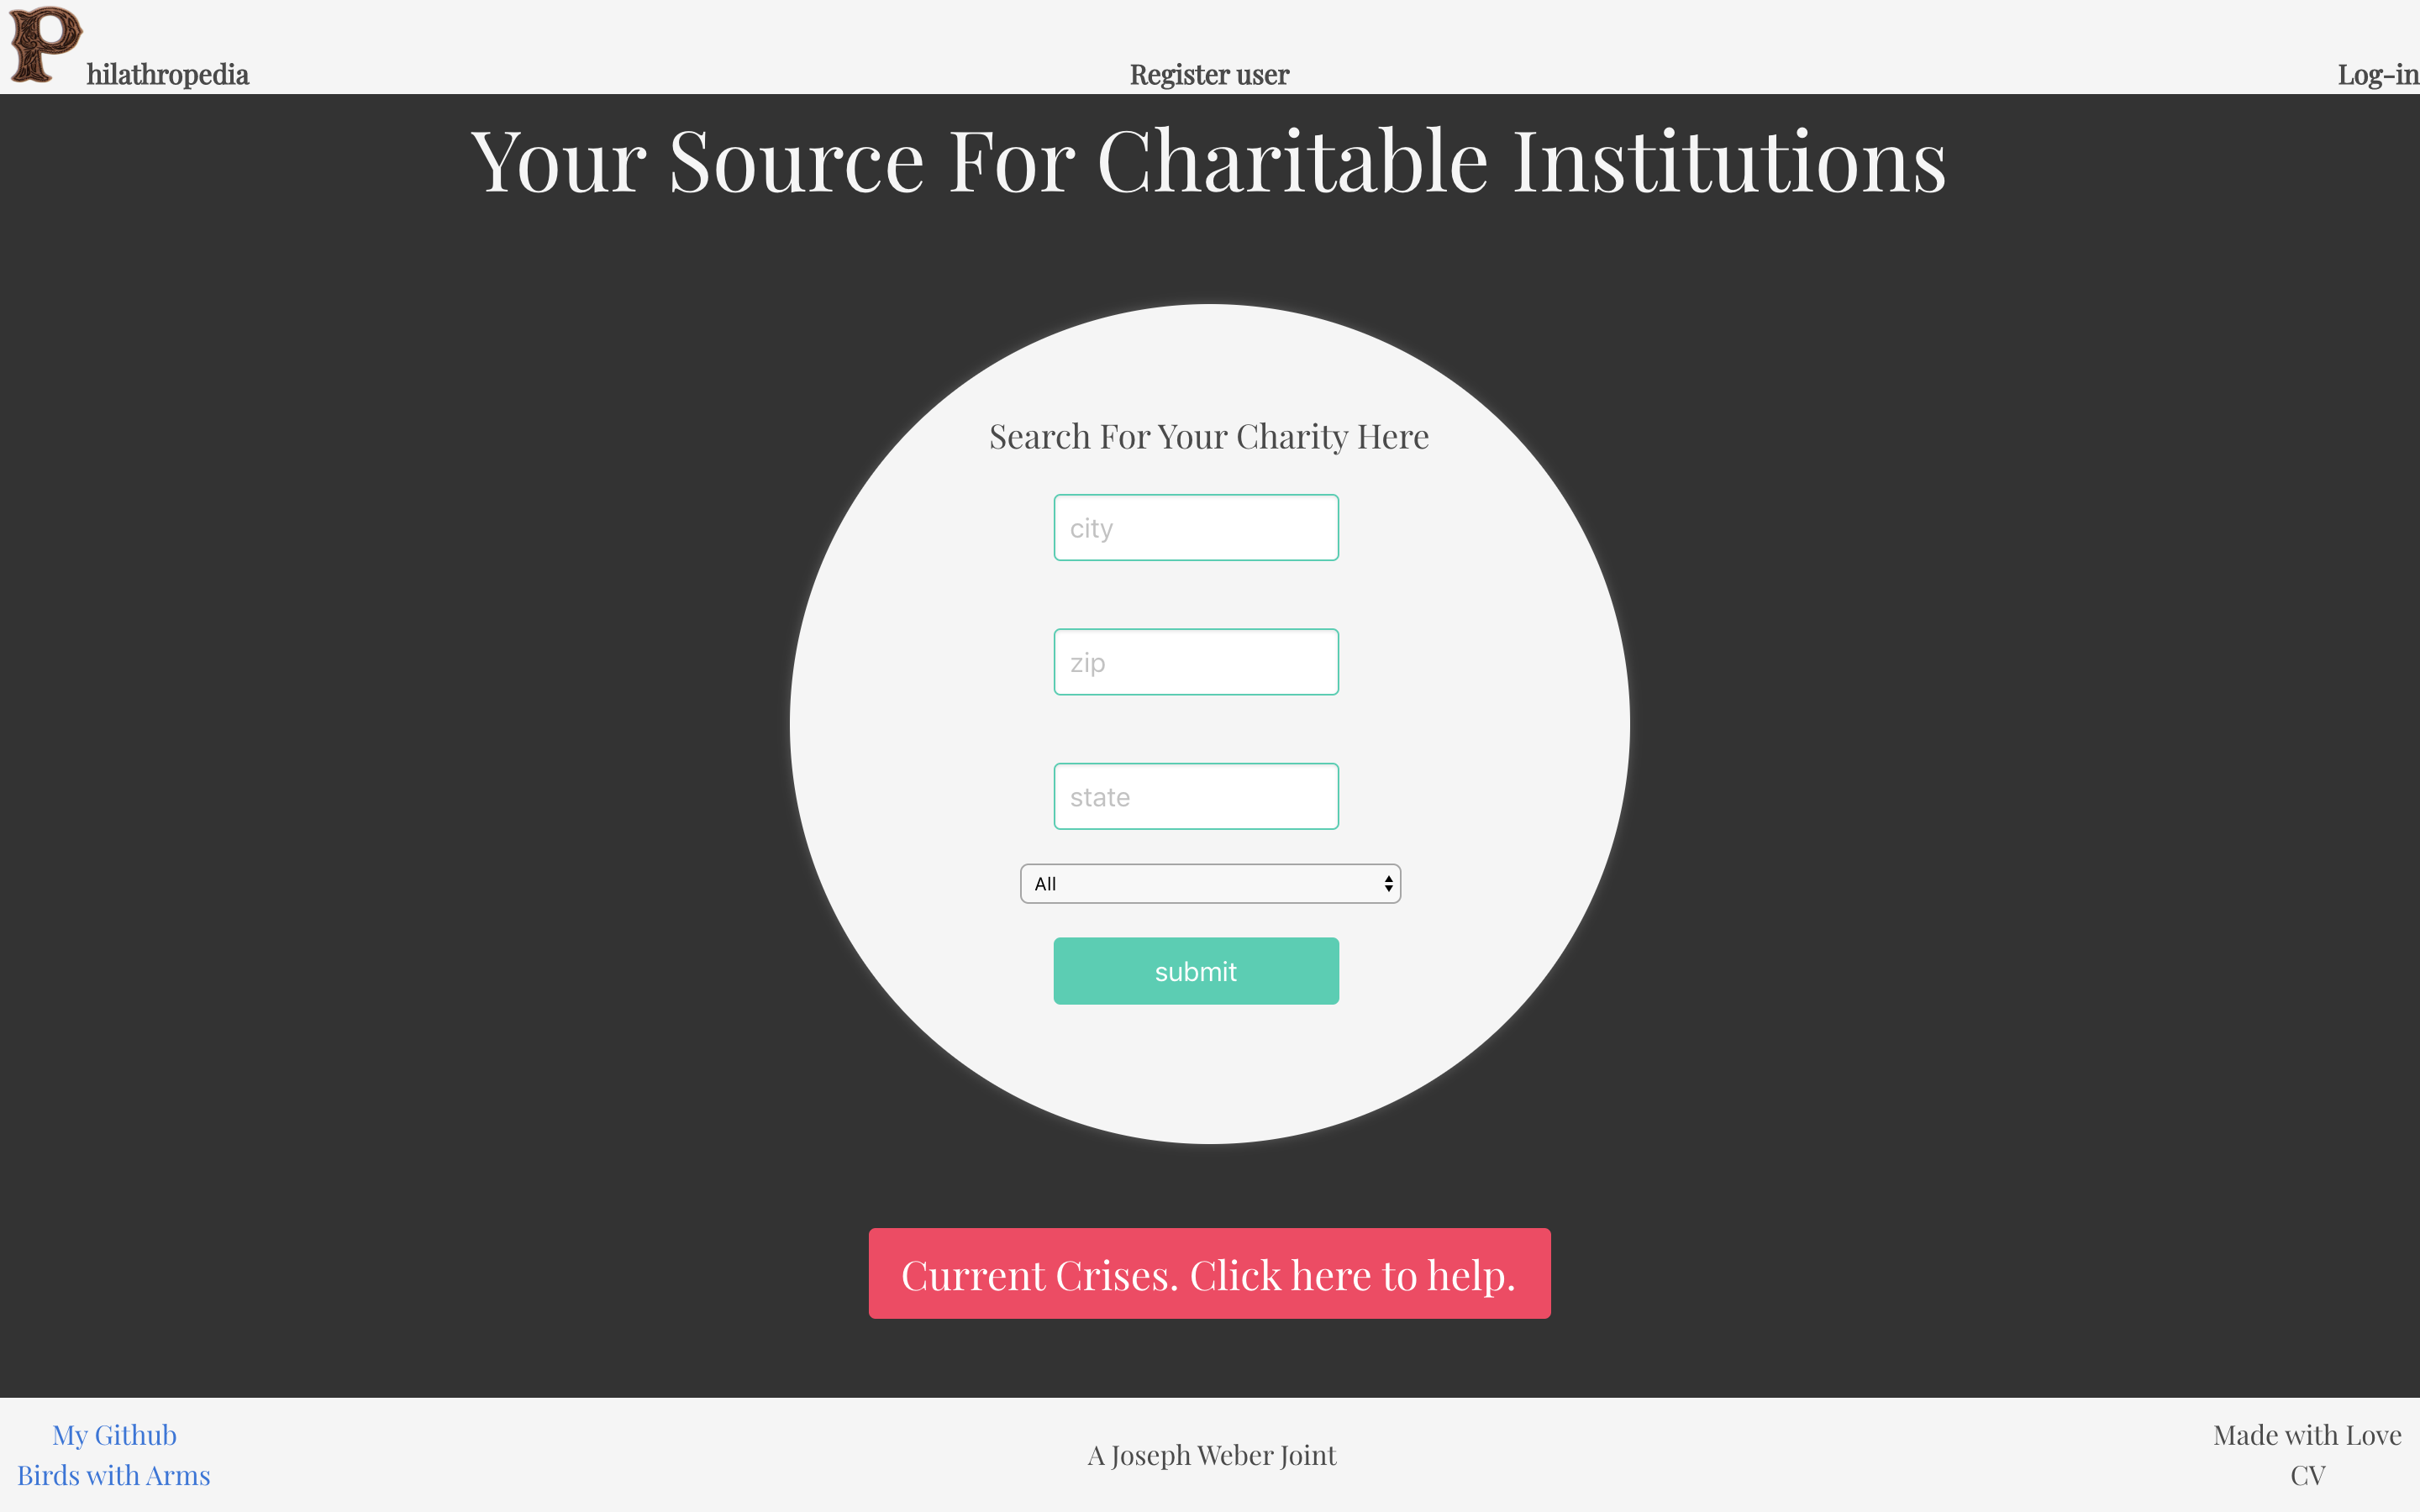 Philathropedia
Register user
Log-in
Your Source For Charitable Institutions
Search For Your Charity Here
city
zip
state
All
submit
Current Crises. Click here to help.
My Github
Birds with Arms
A Joseph Weber Joint
Made with Love
CV